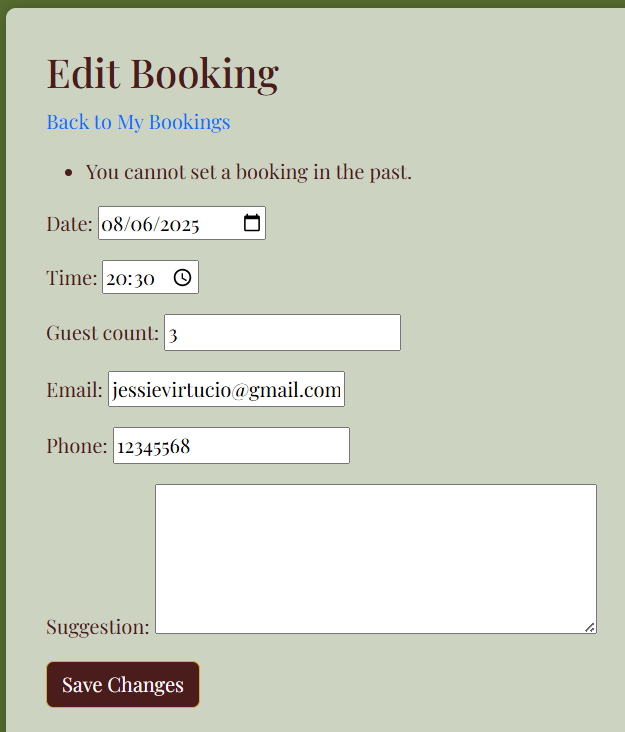 Edit Booking
Back to My Bookings
• You cannot set a booking in the past.
Date: 08/06/2025
Time: 20:30
Guest count: 3
Email: jessievirtucio@gmail.com
Phone: 12345568
Suggestion:
Save Changes